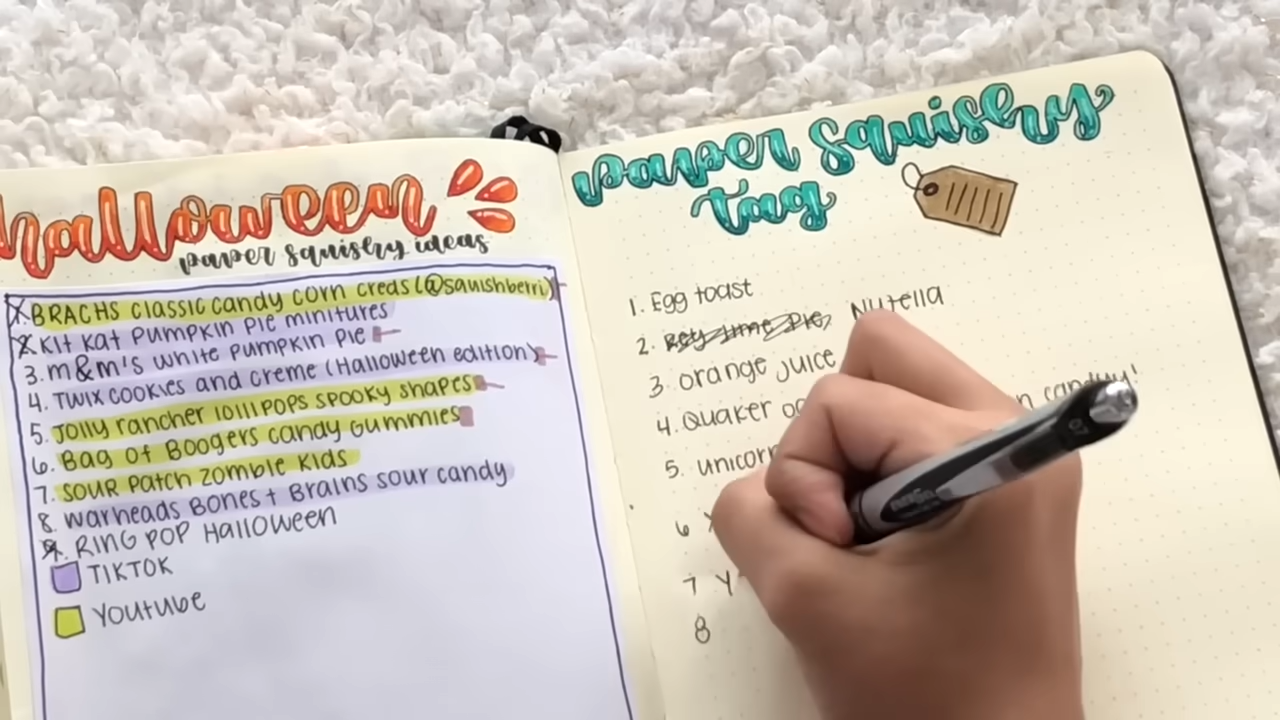 halloween
paper squishy ideas
1. BRACHS classic candy corn creds (@squishberri)
2. Kit Kat Pumpkin Pie minitures
3. m&m's white pumpkin pie
4. TWIX cookies and creme (Halloween edition)
5. Jolly rancher lollipops spooky shapes
6. Bag of Boogers candy Gummies
7. SOUR Patch Zombie Kids
8. warheads Bones + Brains sour candy
9. RING POP Halloween
TIKTOK
Youtube
paper squishy
tag
1. Egg toast
2. Nutella
3. orange juice
4. Quaker
5. unicorn
6
7 Y
8